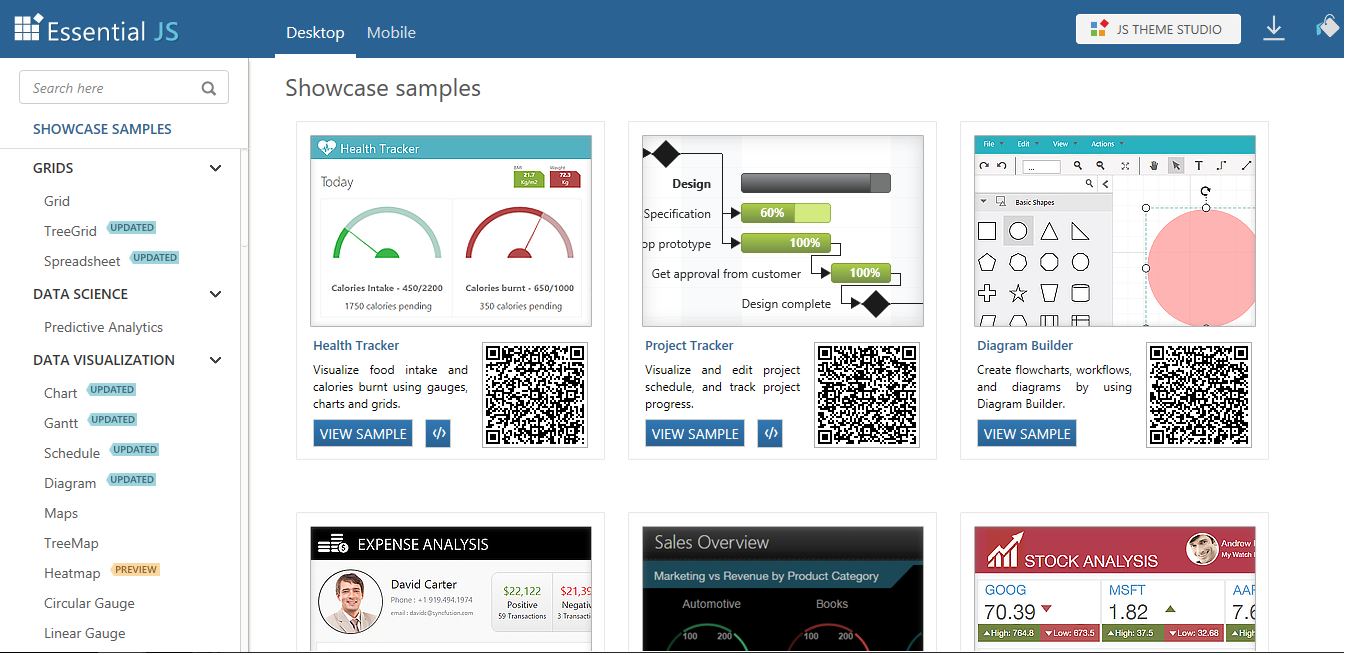 Essential JS
Desktop
Mobile
JS THEME STUDIO
Search here
SHOWCASE SAMPLES
GRIDS
Grid
TreeGrid UPDATED
Spreadsheet UPDATED
DATA SCIENCE
Predictive Analytics
DATA VISUALIZATION
Chart UPDATED
Gantt UPDATED
Schedule UPDATED
Diagram UPDATED
Maps
TreeMap
Heatmap PREVIEW
Circular Gauge
Linear Gauge
Showcase samples
Health Tracker
Today
BMI
21.7
Kg/m2
Weight
72.3
Kg
Calories Intake - 450/2200
1750 calories pending
Calories burnt - 650/1000
350 calories pending
Health Tracker
Visualize food intake and
calories burnt using gauges,
charts and grids.
VIEW SAMPLE
</>
Design
Specification
60%
op prototype
100%
Get approval from customer
100%
Design complete
Project Tracker
Visualize and edit project
schedule, and track project
progress.
VIEW SAMPLE
</>
File Edit View Actions
...
T
Basic Shapes
Diagram Builder
Create flowcharts, workflows,
and diagrams by using
Diagram Builder.
VIEW SAMPLE
EXPENSE ANALYSIS
David Carter
Phone : +1 919.494.1974
email : davidc@syncfusion.com
$22,122
Positive
59 Transactions
$21,39
Negativ
3 Transacti
Sales Overview
Marketing vs Revenue by Product Category
Automotive
Books
100 200
100 200
STOCK ANALYSIS
Andrew
My Watch
GOOG
70.39
High: 764.8
Low: 673.5
MSFT
1.82
High: 37.5
Low: 32.68
AAP
7.6
High